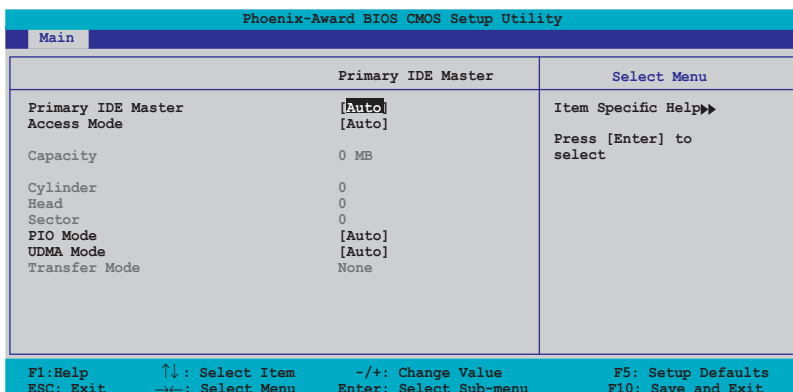 Phoenix-Award BIOS CMOS Setup Utility
Main
Primary IDE Master Select Menu
Primary IDE Master [Auto] Item Specific Help▸▸
Access Mode [Auto]
Press [Enter] to
Capacity 0 MB select
Cylinder 0
Head 0
Sector 0
PIO Mode [Auto]
UDMA Mode [Auto]
Transfer Mode None
F1:Help ↑↓ : Select Item -/+: Change Value F5: Setup Defaults
ESC: Exit →← : Select Menu Enter: Select Sub-menu F10: Save and Exit